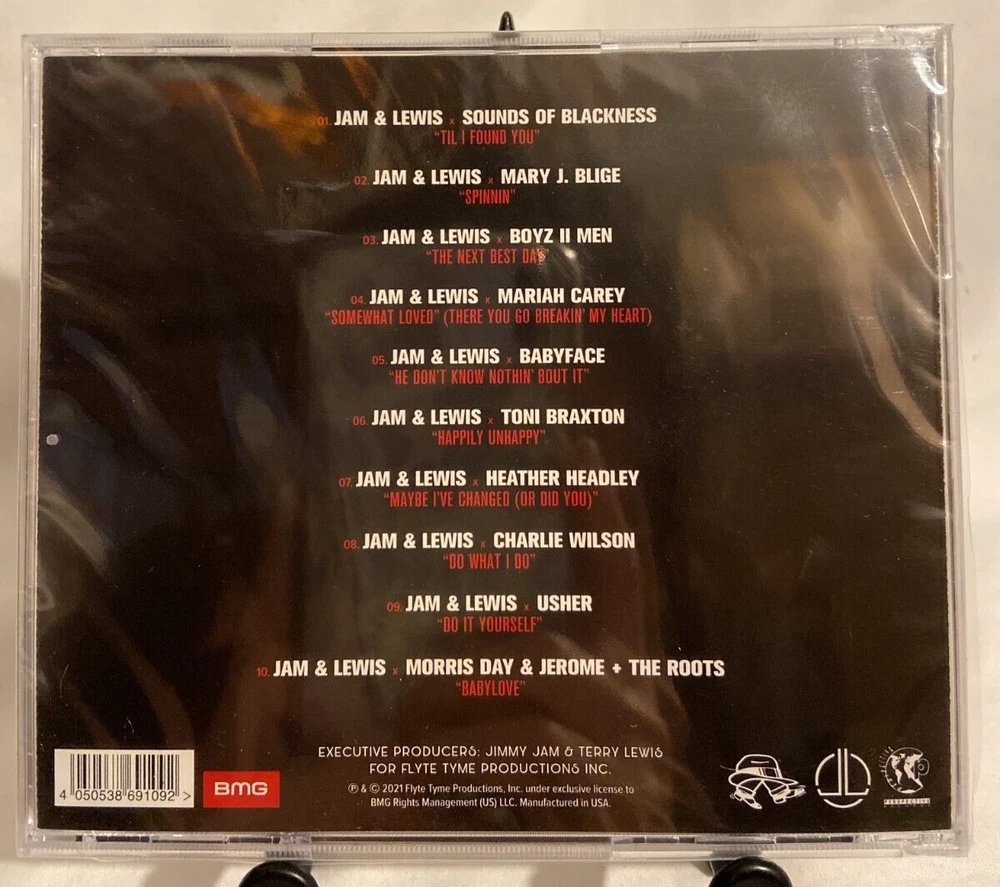 01. JAM & LEWIS x SOUNDS OF BLACKNESS
"TIL I FOUND YOU"
02. JAM & LEWIS x MARY J. BLIGE
"SPINNIN"
03. JAM & LEWIS x BOYZ II MEN
"THE NEXT BEST DAY"
04. JAM & LEWIS x MARIAH CAREY
"SOMEWHAT LOVED" (THERE YOU GO BREAKIN' MY HEART)
05. JAM & LEWIS x BABYFACE
"HE DON'T KNOW NOTHIN' BOUT IT"
06. JAM & LEWIS x TONI BRAXTON
"HAPPILY UNHAPPY"
07. JAM & LEWIS x HEATHER HEADLEY
"MAYBE I'VE CHANGED (OR DID YOU)"
08. JAM & LEWIS x CHARLIE WILSON
"DO WHAT I DO"
09. JAM & LEWIS x USHER
"DO IT YOURSELF"
10. JAM & LEWIS x MORRIS DAY & JEROME + THE ROOTS
"BABYLOVE"
EXECUTIVE PRODUCERS: JIMMY JAM & TERRY LEWIS
FOR FLYTE TYME PRODUCTIONS INC.
℗ & © 2021 Flyte Tyme Productions, Inc. under exclusive license to
BMG Rights Management (US) LLC. Manufactured in USA.
4 050538 691092 >
BMG
JL
PERSPECTIVE